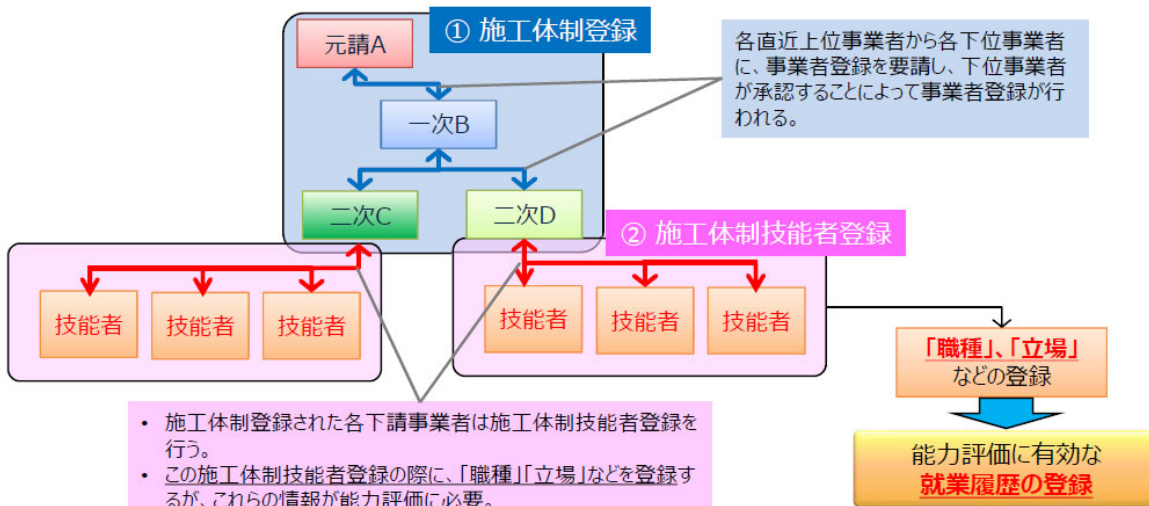 元請A
① 施工体制登録
各直近上位事業者から各下位事業者
に、事業者登録を要請し、下位事業者
が承認することによって事業者登録が行
われる。
一次B
二次C
二次D
② 施工体制技能者登録
技能者
技能者
技能者
技能者
技能者
技能者
「職種」、「立場」
などの登録
• 施工体制登録された各下請事業者は施工体制技能者登録を
行う。
• この施工体制技能者登録の際に、「職種」「立場」などを登録す
るが、これらの情報が能力評価に必要。
能力評価に有効な
就業履歴の登録